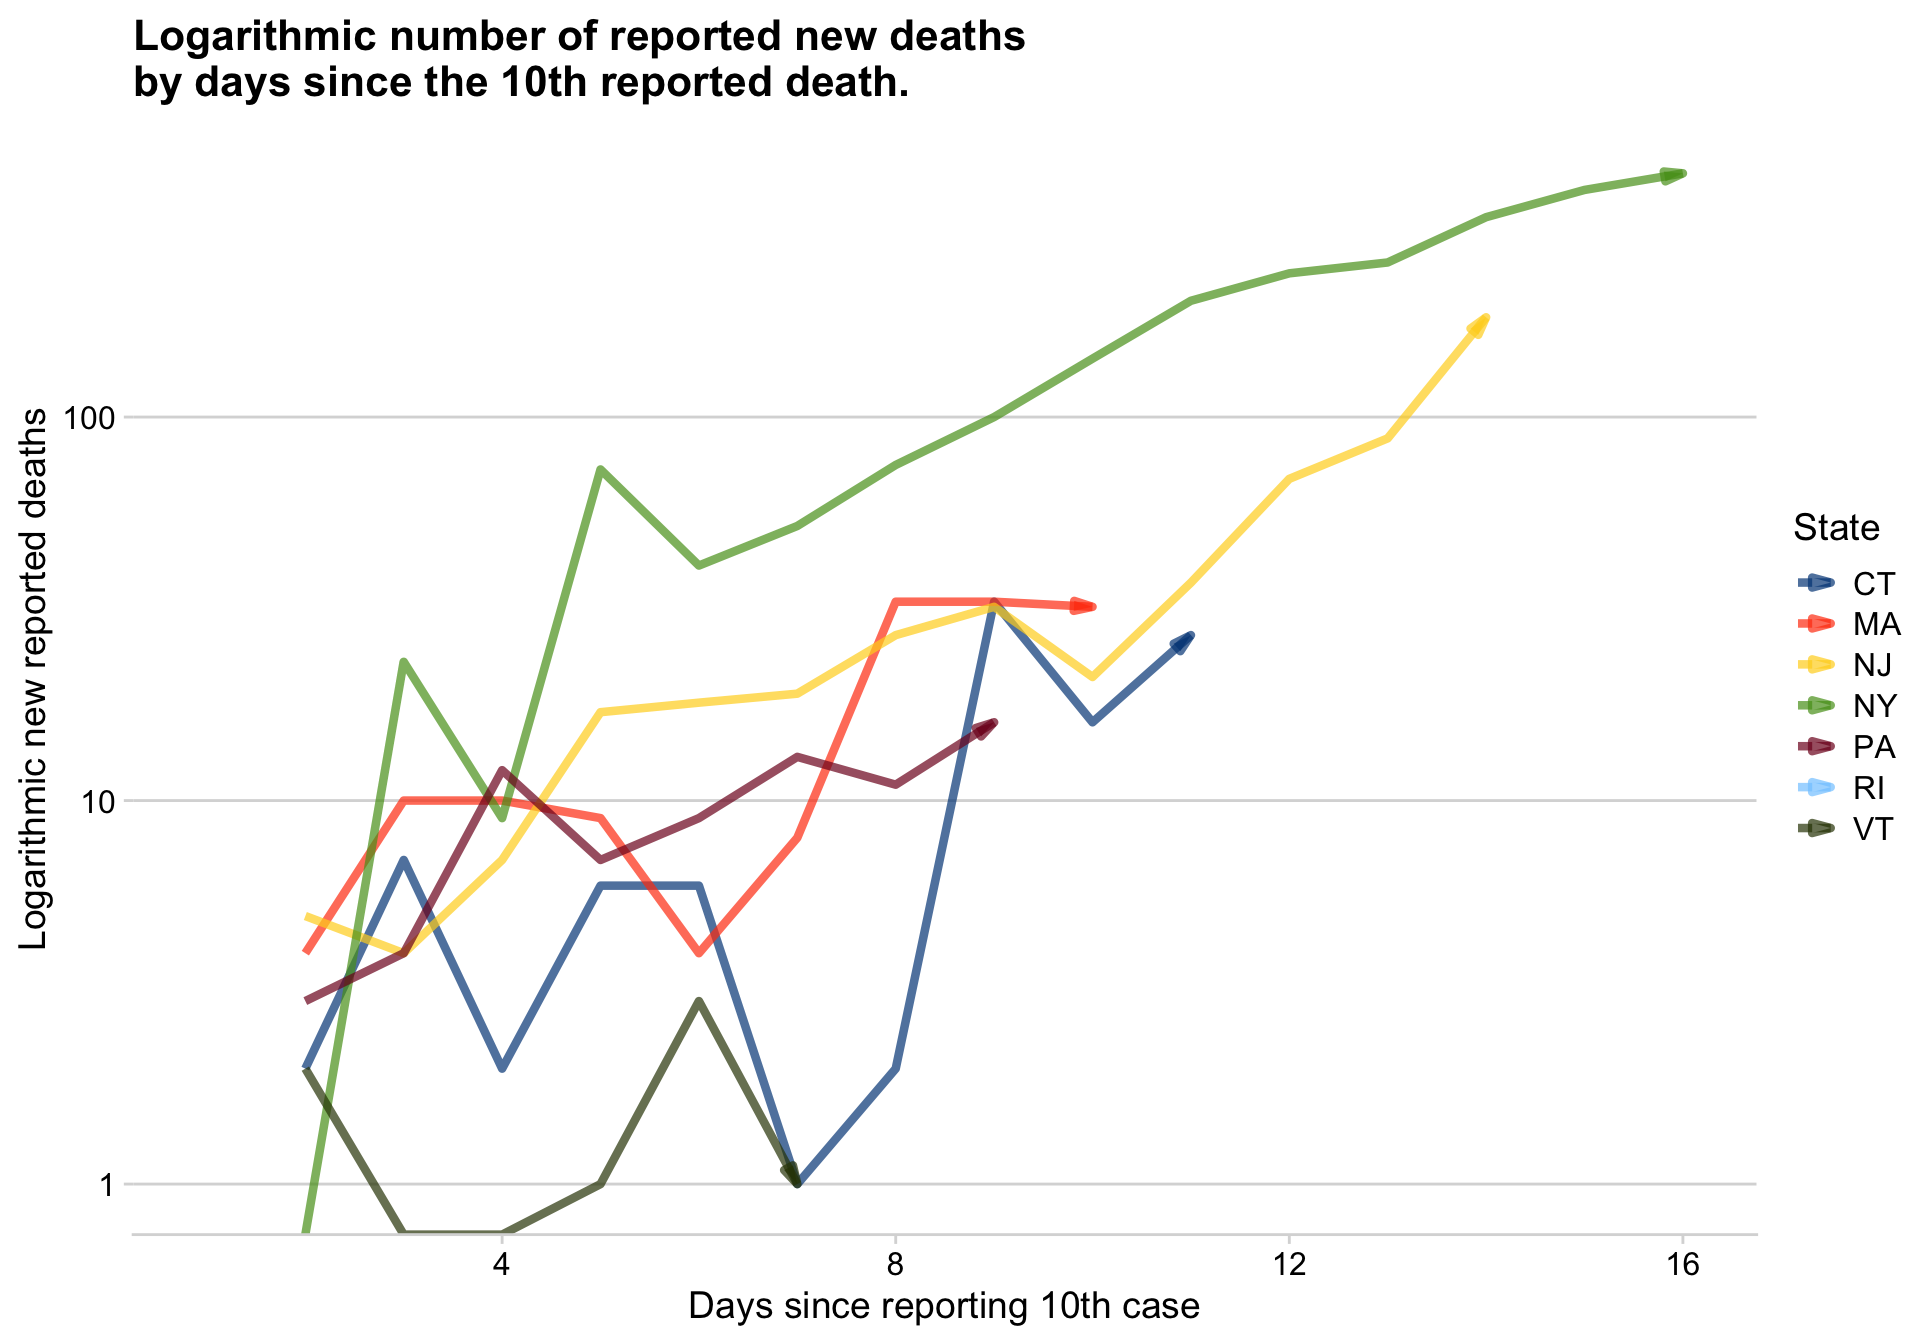 Logarithmic number of reported new deaths
by days since the 10th reported death.
Logarithmic new reported deaths
100
10
1
4
8
12
16
Days since reporting 10th case
State
CT
MA
NJ
NY
PA
RI
VT